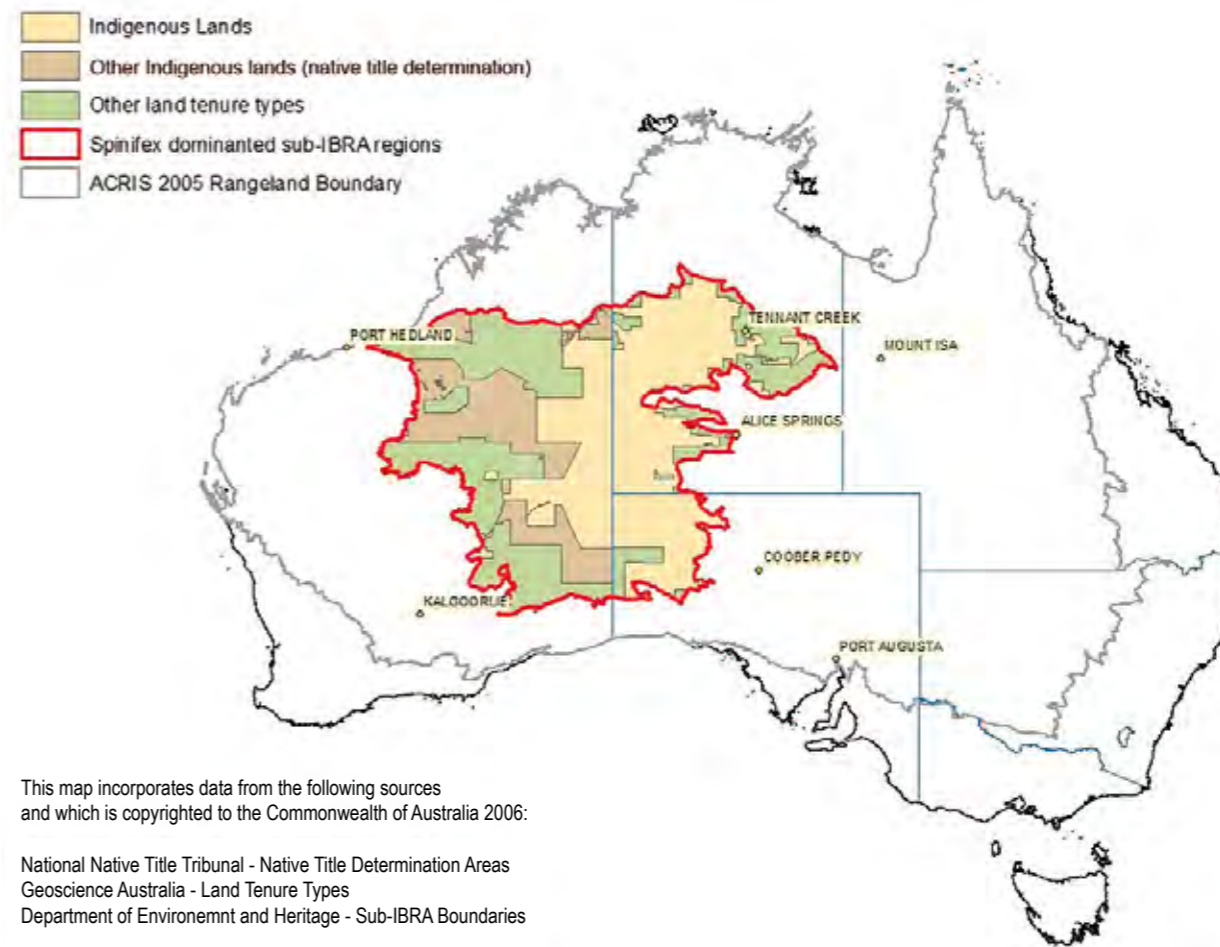 Indigenous Lands
Other Indigenous lands (native title determination)
Other land tenure types
Spinifex dominanted sub-IBRA regions
ACRIS 2005 Rangeland Boundary
TENNANT CREEK
PORT HEDLAND
MOUNT ISA
ALICE SPRINGS
COOBER PEDY
KALGOORLIE
PORT AUGUSTA
This map incorporates data from the following sources
and which is copyrighted to the Commonwealth of Australia 2006:
National Native Title Tribunal - Native Title Determination Areas
Geoscience Australia - Land Tenure Types
Department of Environemnt and Heritage - Sub-IBRA Boundaries